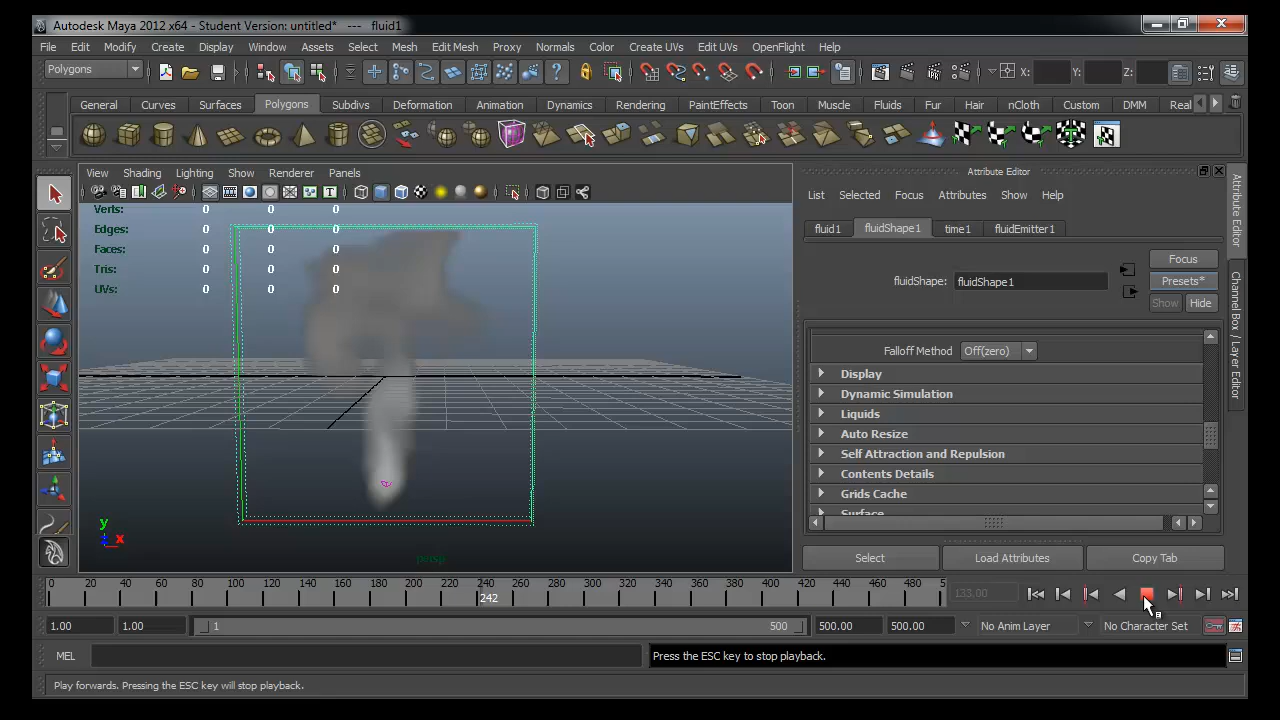 Autodesk Maya 2012 x64 - Student Version: untitled*   ---   fluid1
File Edit Modify Create Display Window Assets Select Mesh Edit Mesh Proxy Normals Color Create UVs Edit UVs OpenFlight Help
Polygons X: Y: Z:
General Curves Surfaces Polygons Subdivs Deformation Animation Dynamics Rendering PaintEffects Toon Muscle Fluids Fur Hair nCloth Custom DMM Real
View Shading Lighting Show Renderer Panels
Verts: 0 0 0
Edges: 0 0 0
Faces: 0 0 0
Tris: 0 0 0
UVs: 0 0 0
persp
y
z x
Attribute Editor
List Selected Focus Attributes Show Help
fluid1 fluidShape1 time1 fluidEmitter1
Focus
fluidShape: fluidShape1
Presets*
Show Hide
Falloff Method Off(zero)
Display
Dynamic Simulation
Liquids
Auto Resize
Self Attraction and Repulsion
Contents Details
Grids Cache
Surface
Select Load Attributes Copy Tab
Attribute Editor
Channel Box / Layer Editor
0 20 40 60 80 100 120 140 160 180 200 220 240 260 280 300 320 340 360 380 400 420 440 460 480 5
242
133.00
1.00 1.00 1 500 500.00 500.00 No Anim Layer No Character Set
MEL Press the ESC key to stop playback.
Play forwards. Pressing the ESC key will stop playback.